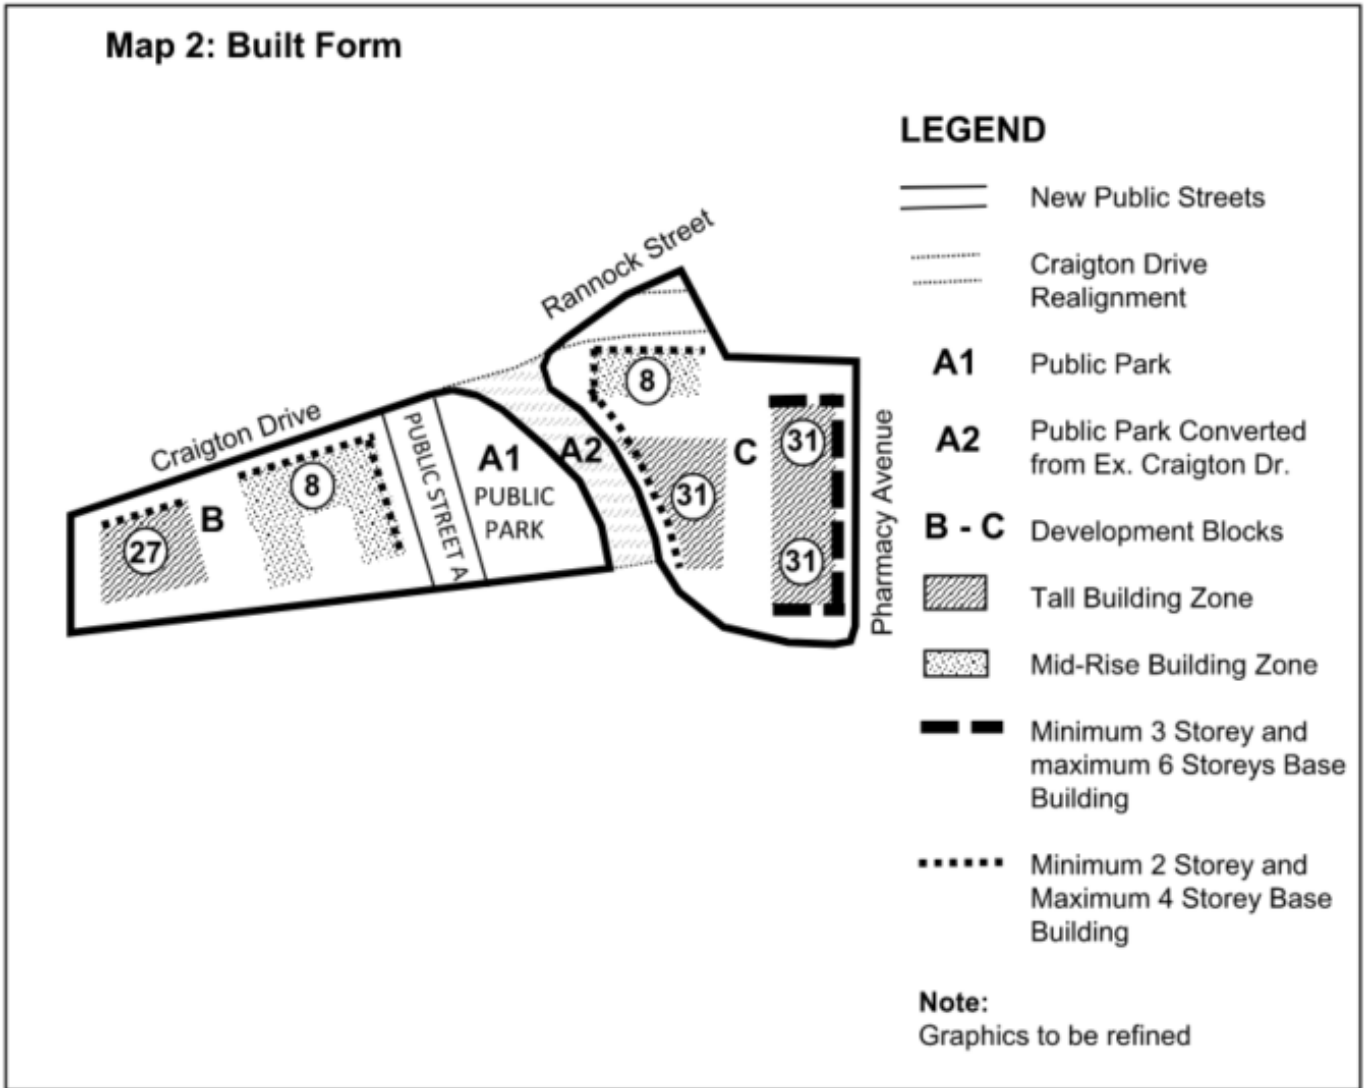 Map 2: Built Form
LEGEND
New Public Streets
Craigton Drive
Realignment
A1
Public Park
A2
Public Park Converted
from Ex. Craigton Dr.
B - C
Development Blocks
Tall Building Zone
Mid-Rise Building Zone
Minimum 3 Storey and
maximum 6 Storeys Base
Building
Minimum 2 Storey and
Maximum 4 Storey Base
Building
Note:
Graphics to be refined
Rannock Street
Craigton Drive
Pharmacy Avenue
PUBLIC STREET A
A1
PUBLIC
PARK
A2
B
C
27
8
8
31
31
31